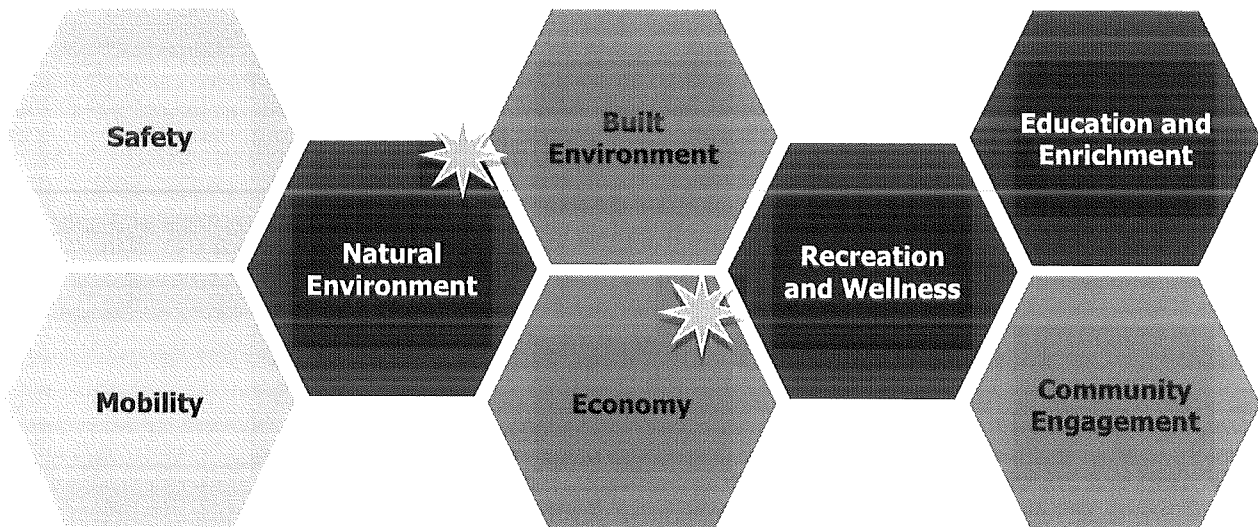 Safety
Mobility
Natural
Environment
Built
Environment
Economy
Recreation
and Wellness
Education and
Enrichment
Community
Engagement